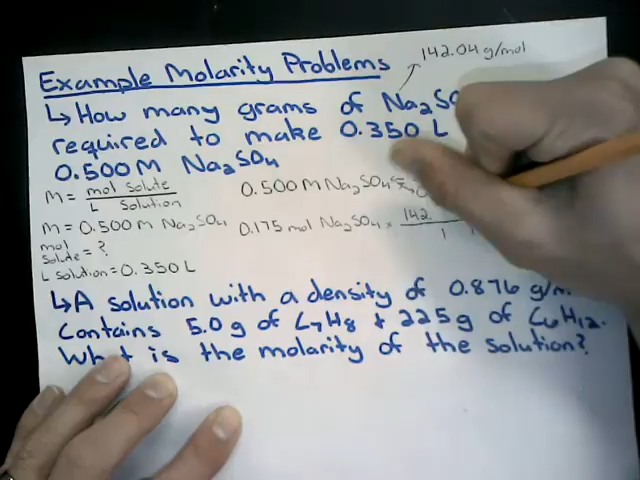 Example Molarity Problems
142.04 g/mol
↳ How many grams of Na₂SO
required to make 0.350 L
0.500 M Na₂SO₄
M = mol solute / L solution
0.500 M Na₂SO₄
M = 0.500 M Na₂SO₄
0.175 mol Na₂SO₄ × 142. / 1
mol solute = ?
L solution = 0.350 L
↳ A solution with a density of 0.876 g/m
Contains 5.0 g of C₇H₈ + 225 g of C₆H₁₂.
What is the molarity of the solution?